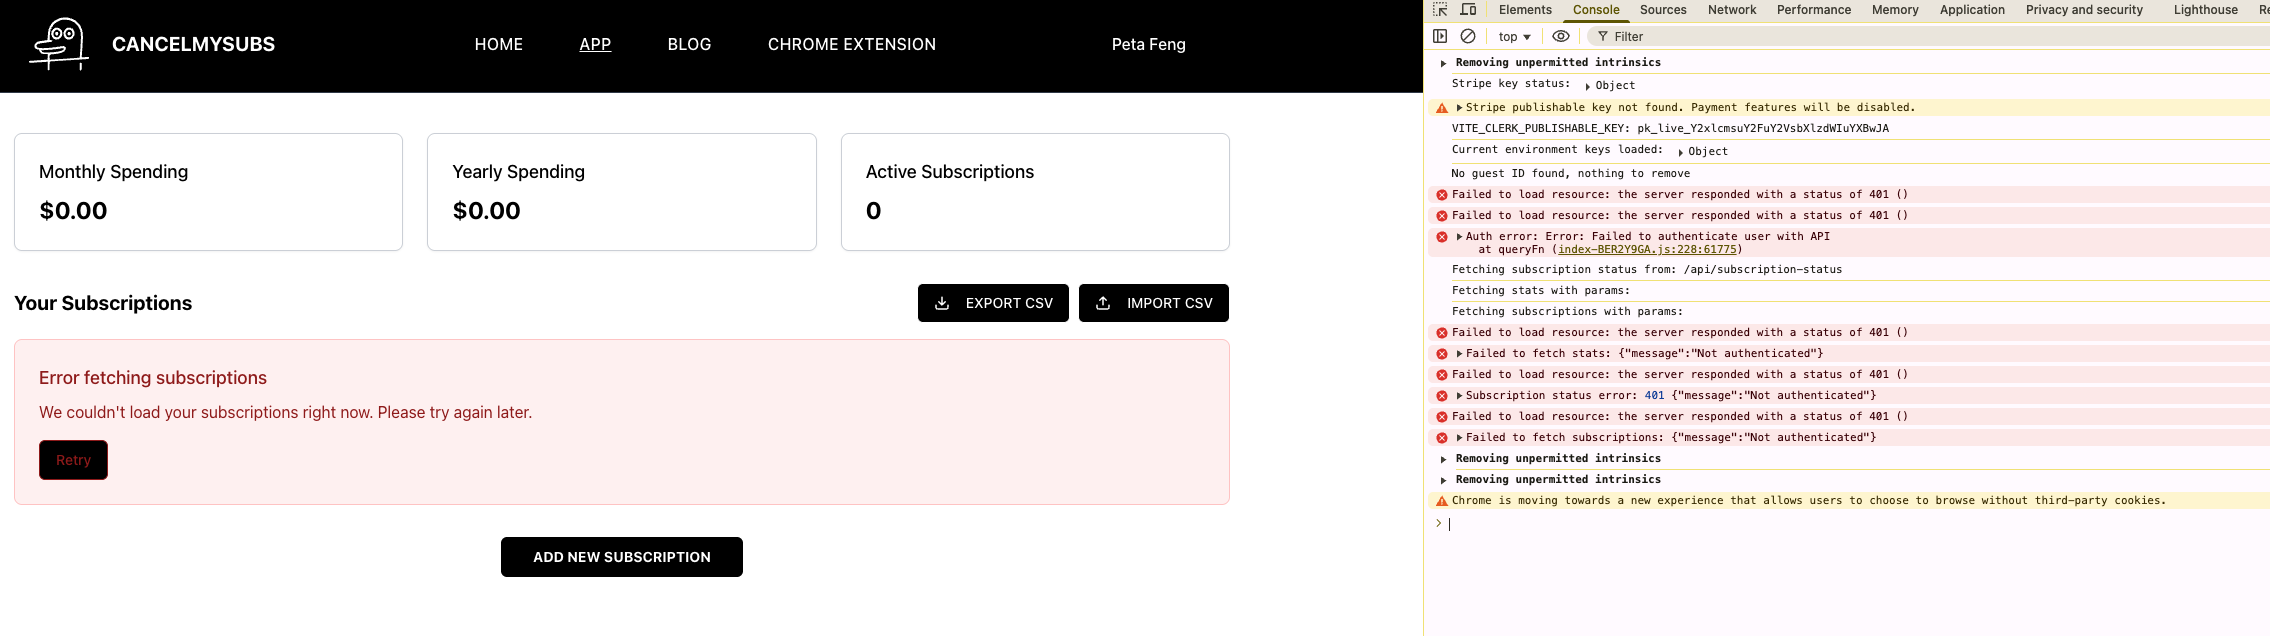 CANCELMYSUBS
HOME
APP
BLOG
CHROME EXTENSION
Peta Feng
Monthly Spending
$0.00
Yearly Spending
$0.00
Active Subscriptions
0
Your Subscriptions
EXPORT CSV
IMPORT CSV
Error fetching subscriptions
We couldn't load your subscriptions right now. Please try again later.
Retry
ADD NEW SUBSCRIPTION
Elements Console Sources Network Performance Memory Application Privacy and security Lighthouse Re
top
Filter
Removing unpermitted intrinsics
Stripe key status: Object
Stripe publishable key not found. Payment features will be disabled.
VITE_CLERK_PUBLISHABLE_KEY: pk_live_Y2xlcmsuY2FuY2VsbXlzdWIuYXBwJA
Current environment keys loaded: Object
No guest ID found, nothing to remove
Failed to load resource: the server responded with a status of 401 ()
Failed to load resource: the server responded with a status of 401 ()
Auth error: Error: Failed to authenticate user with API
at queryFn (index-BER2Y9GA.js:228:61775)
Fetching subscription status from: /api/subscription-status
Fetching stats with params:
Fetching subscriptions with params:
Failed to load resource: the server responded with a status of 401 ()
Failed to fetch stats: {"message":"Not authenticated"}
Failed to load resource: the server responded with a status of 401 ()
Subscription status error: 401 {"message":"Not authenticated"}
Failed to load resource: the server responded with a status of 401 ()
Failed to fetch subscriptions: {"message":"Not authenticated"}
Removing unpermitted intrinsics
Removing unpermitted intrinsics
Chrome is moving towards a new experience that allows users to choose to browse without third-party cookies.